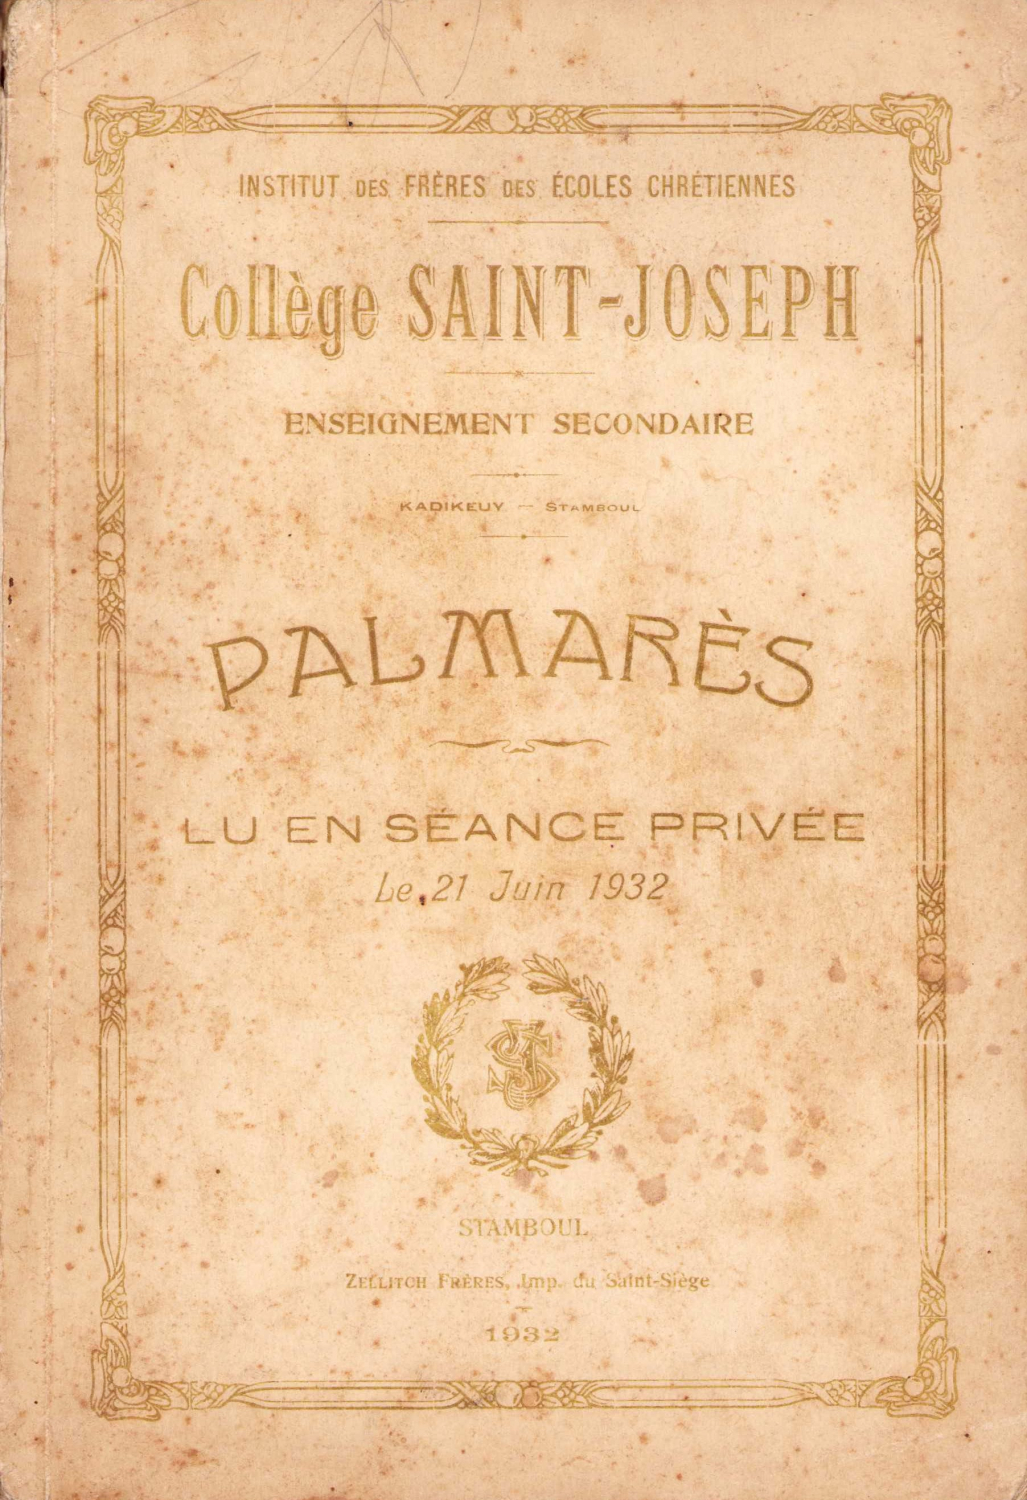 INSTITUT DES FRÈRES DES ÉCOLES CHRÉTIENNES
Collège SAINT-JOSEPH
ENSEIGNEMENT SECONDAIRE
KADIKEUY — STAMBOUL
PALMARÈS
LU EN SÉANCE PRIVÉE
Le 21 Juin 1932
STAMBOUL
ZELLITCH FRÈRES, Imp. du Saint-Siège
1932